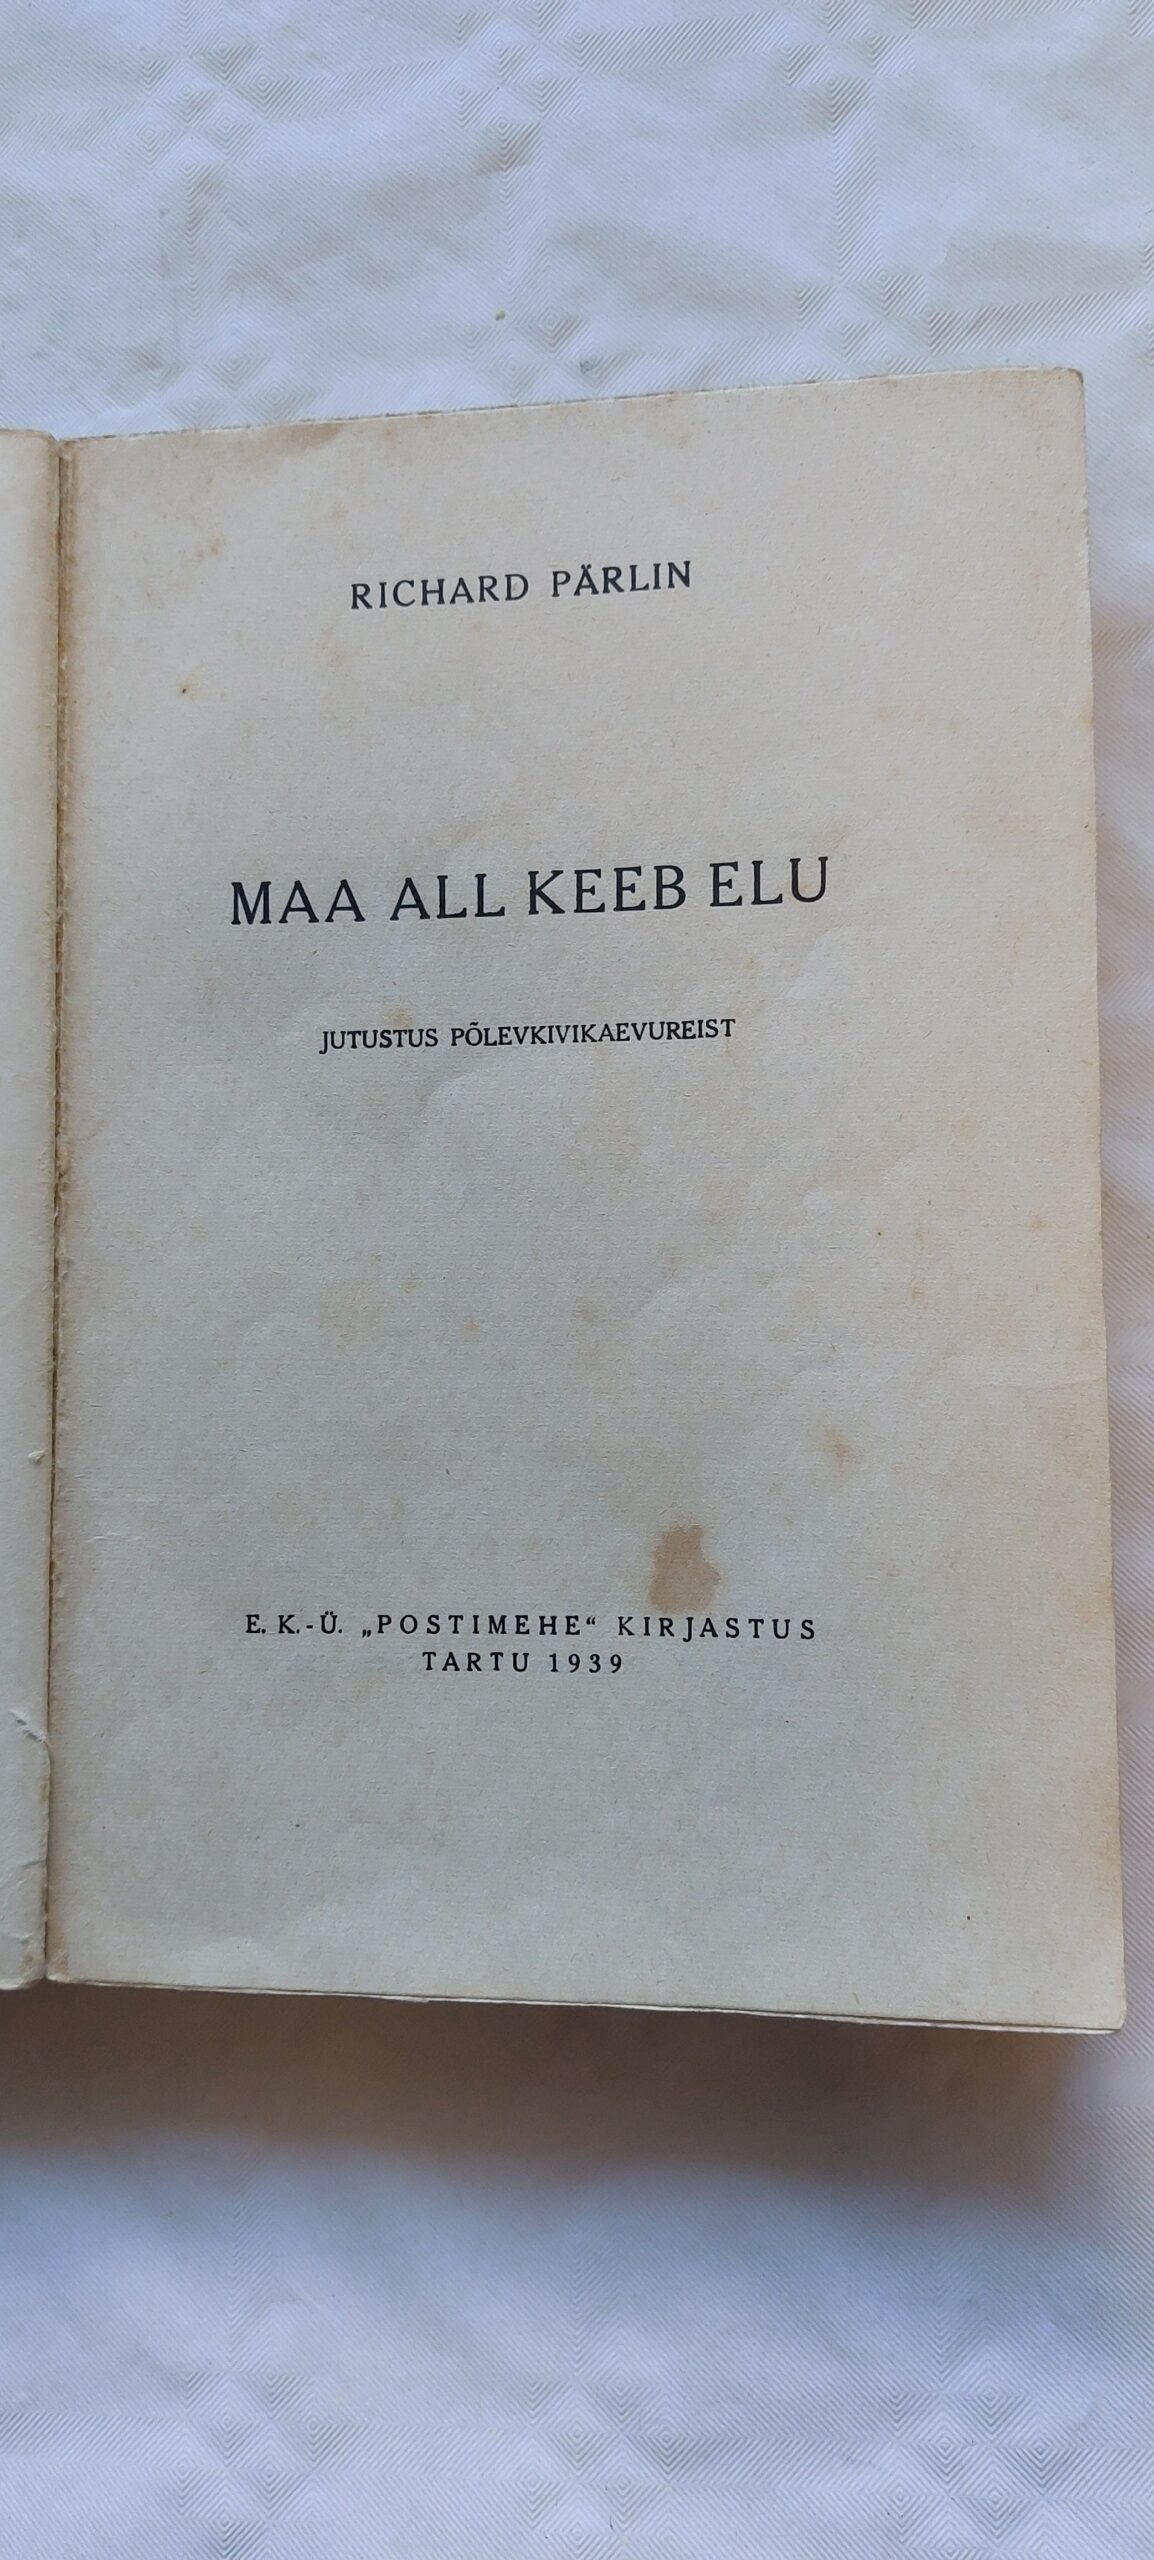 RICHARD PÄRLIN
MAA ALL KEEB ELU
JUTUSTUS PÕLEVKIVIKAEVUREIST
E. K.-Ü. „POSTIMEHE“ KIRJASTUS
TARTU 1939